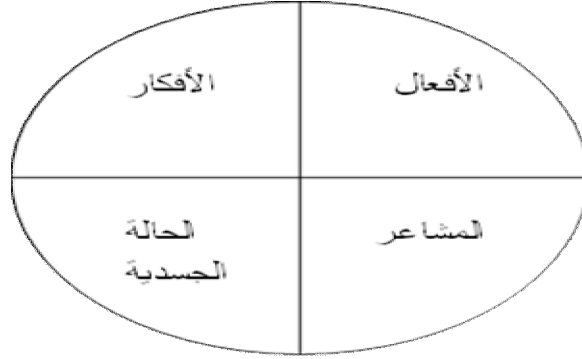 الأفعال
الأفكار
المشاعر
الحالة
الجسدية